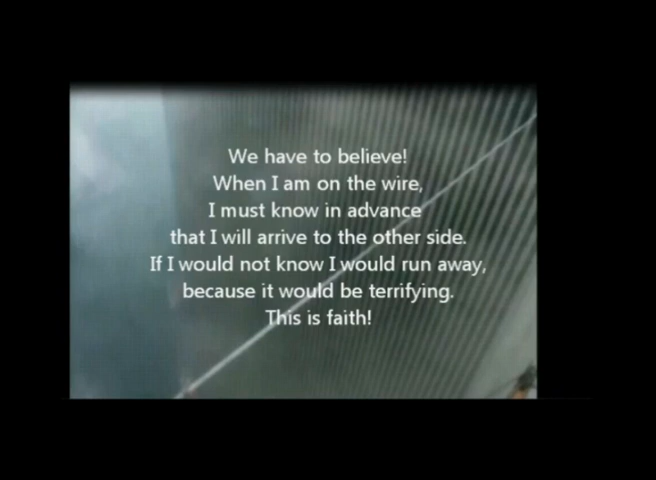 We have to believe!
When I am on the wire,
I must know in advance
that I will arrive to the other side.
If I would not know I would run away,
because it would be terrifying.
This is faith!